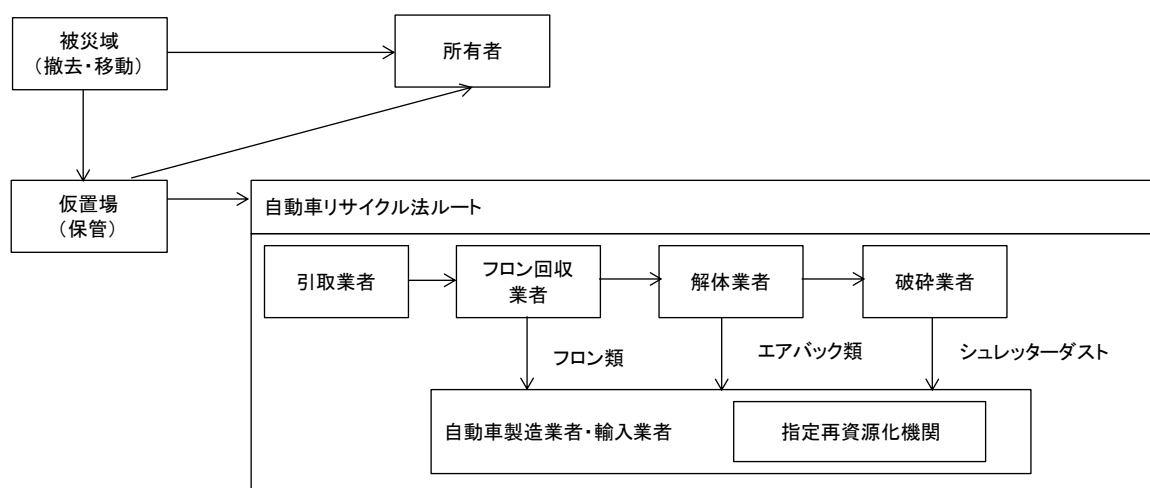 被災域
（撤去・移動）
所有者
仮置場
（保管）
自動車リサイクル法ルート
引取業者
フロン回収
業者
解体業者
破砕業者
フロン類
エアバック類
シュレッターダスト
自動車製造業者・輸入業者
指定再資源化機関